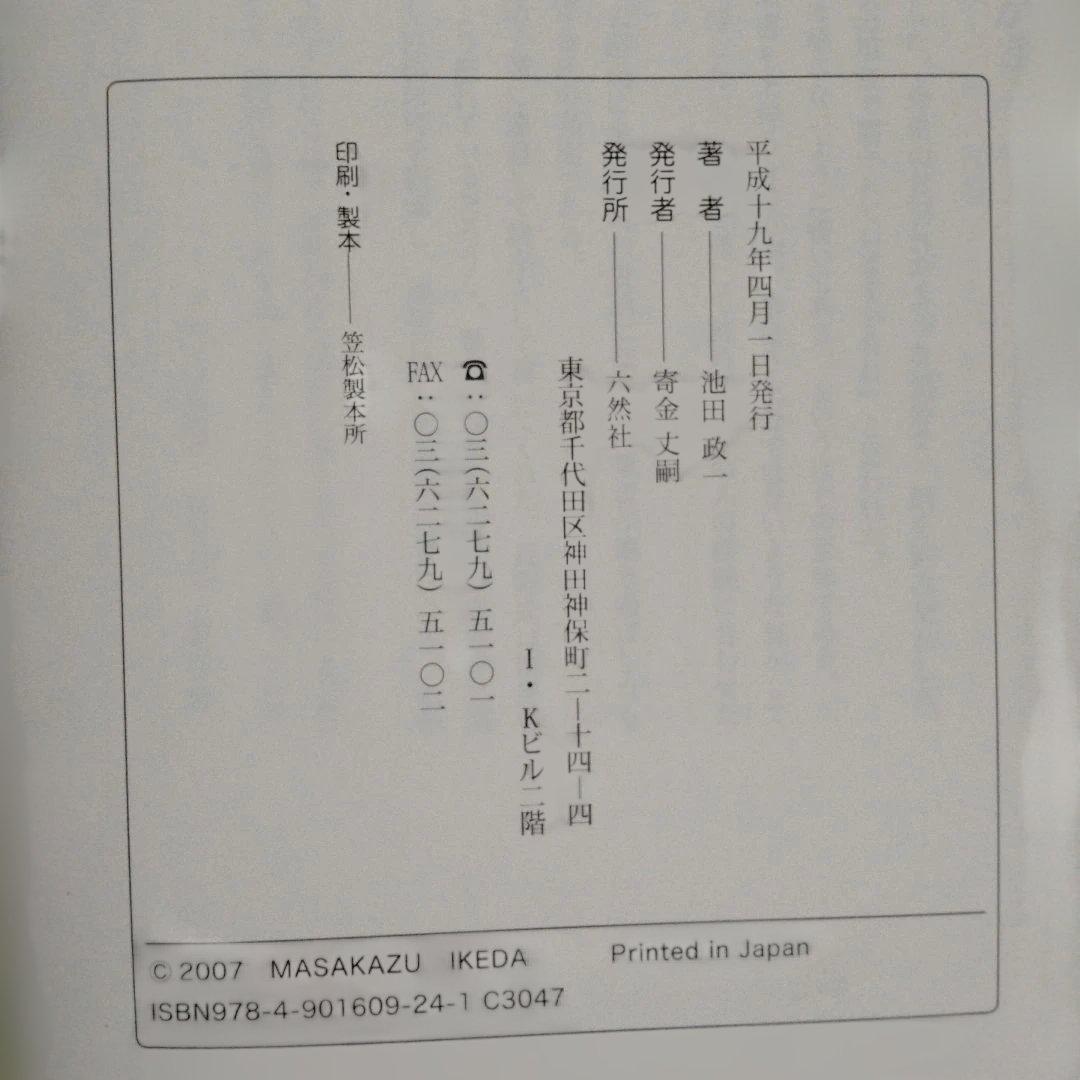 平成十九年四月一日発行
著 者――池田 政一
発行者――寄金 丈嗣
発行所――六然社
東京都千代田区神田神保町二―十四―四
I・Kビル二階
☎:〇三(六二七九)五一〇一
FAX:〇三(六二七九)五一〇二
印刷・製本――笠松製本所
© 2007 MASAKAZU IKEDA Printed in Japan
ISBN978-4-901609-24-1 C3047